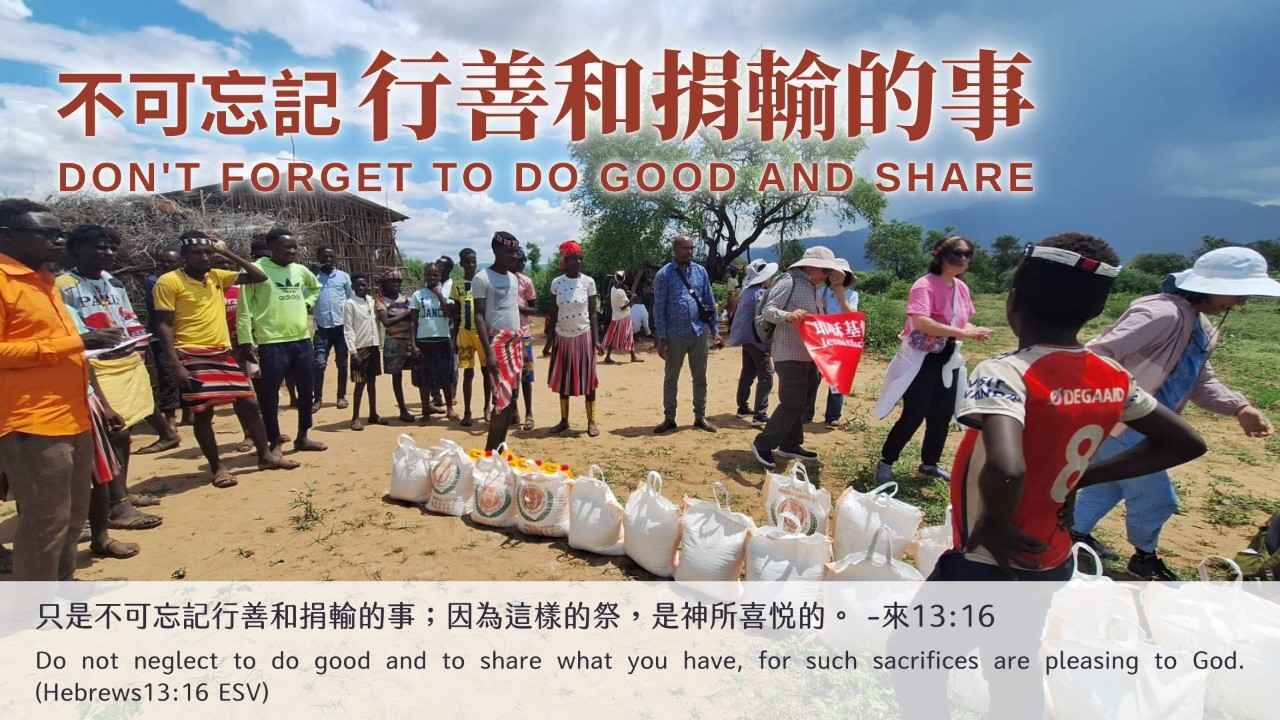 不可忘記行善和捐輸的事
DON'T FORGET TO DO GOOD AND SHARE
adidas
ØDEGAARD
8
只是不可忘記行善和捐輸的事；因為這樣的祭，是神所喜悅的。 -來13:16
Do not neglect to do good and to share what you have, for such sacrifices are pleasing to God.
(Hebrews13:16 ESV)